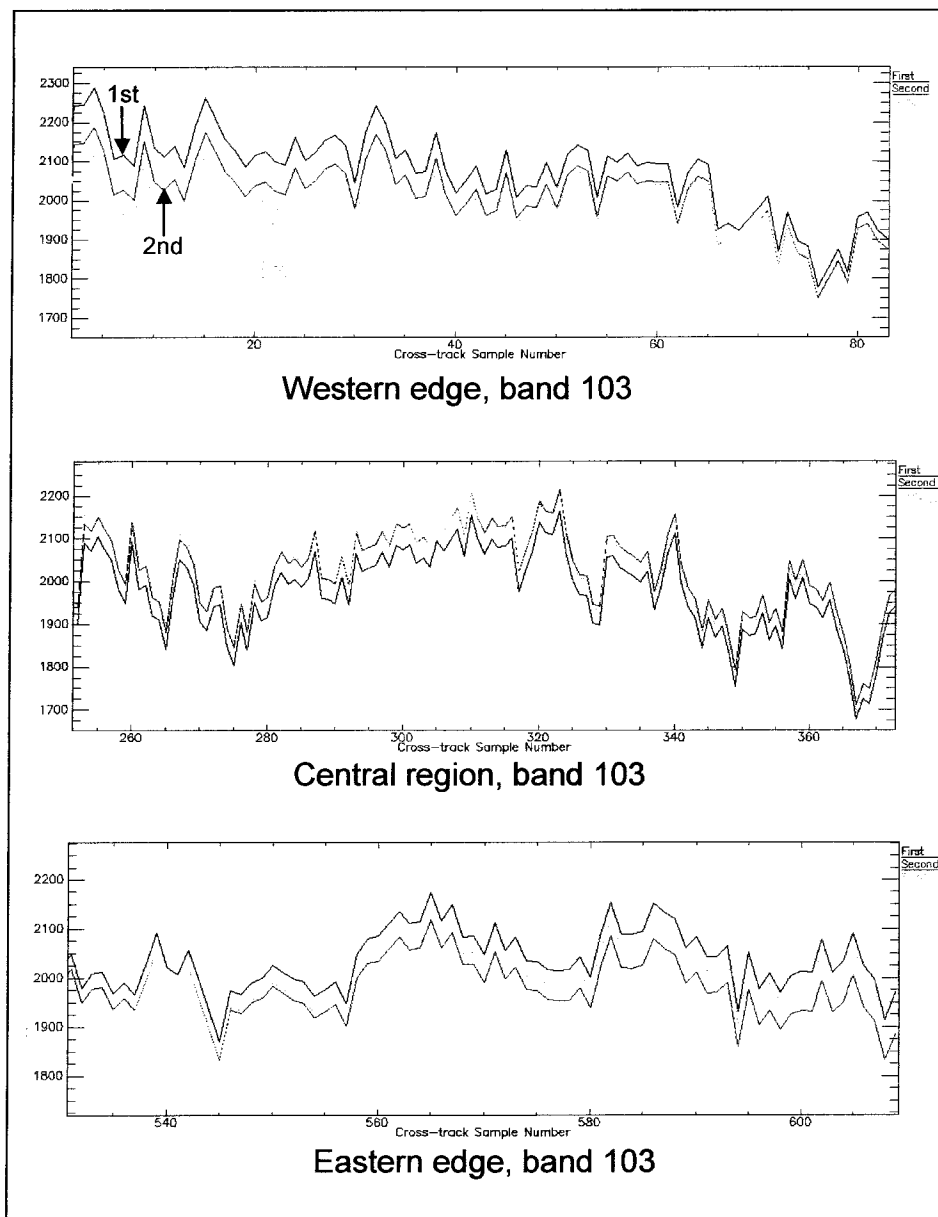 First
Second
2300
2200
2100
2000
1900
1800
1700
1st
2nd
20
40
60
80
Cross-track Sample Number
Western edge, band 103
First
Second
2200
2100
2000
1900
1800
1700
260
280
300
320
340
360
Cross-track Sample Number
Central region, band 103
First
Second
2200
2100
2000
1900
1800
540
560
580
600
Cross-track Sample Number
Eastern edge, band 103